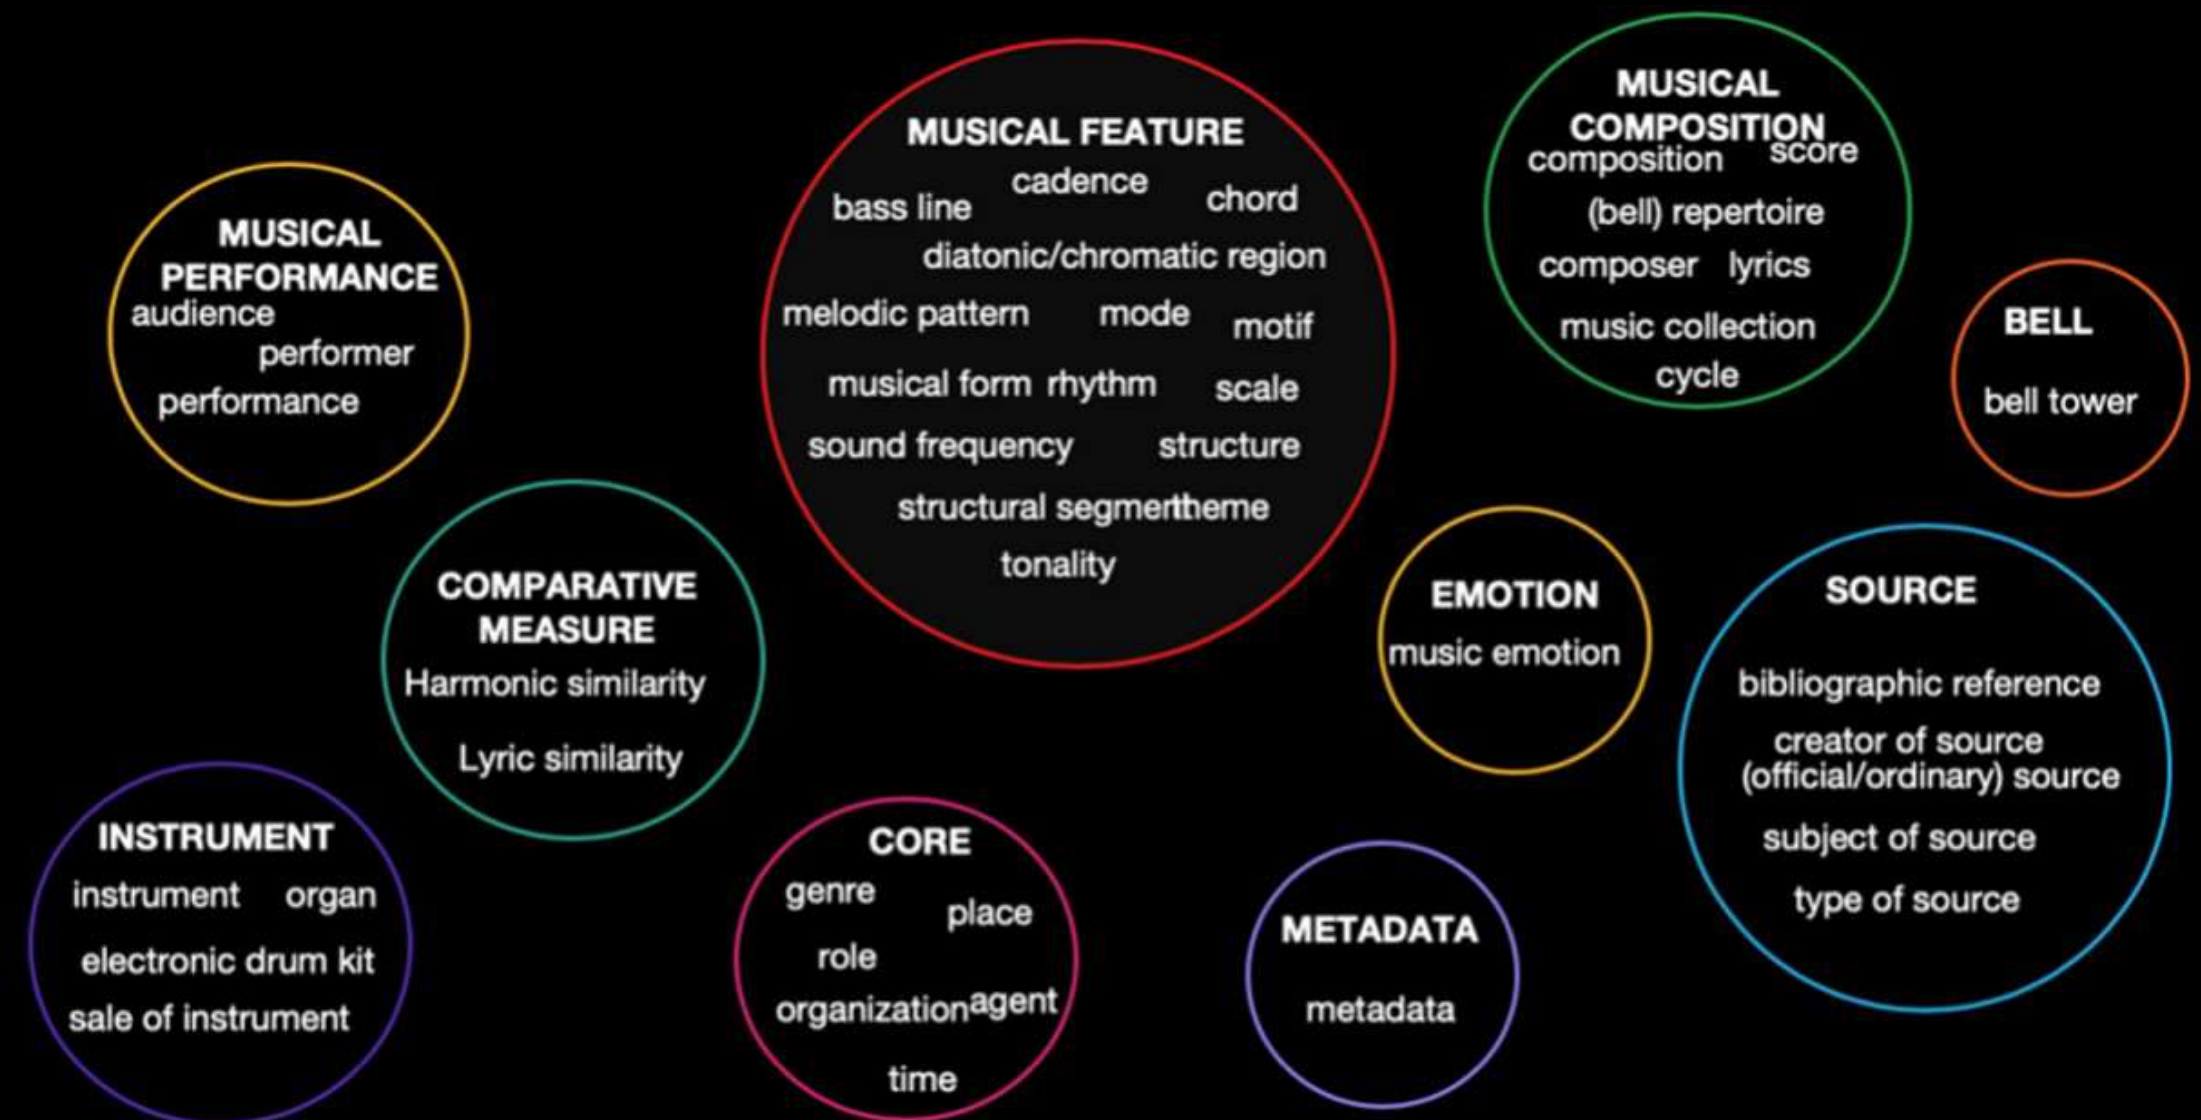 MUSICAL
PERFORMANCE
audience
performer
performance
COMPARATIVE
MEASURE
Harmonic similarity
Lyric similarity
INSTRUMENT
instrument organ
electronic drum kit
sale of instrument
MUSICAL FEATURE
cadence
bass line chord
diatonic/chromatic region
melodic pattern mode motif
musical form rhythm scale
sound frequency structure
structural segmentheme
tonality
CORE
genre
place
role
organization agent
time
MUSICAL
COMPOSITION
composition score
(bell) repertoire
composer lyrics
music collection
cycle
BELL
bell tower
EMOTION
music emotion
METADATA
metadata
SOURCE
bibliographic reference
creator of source
(official/ordinary) source
subject of source
type of source